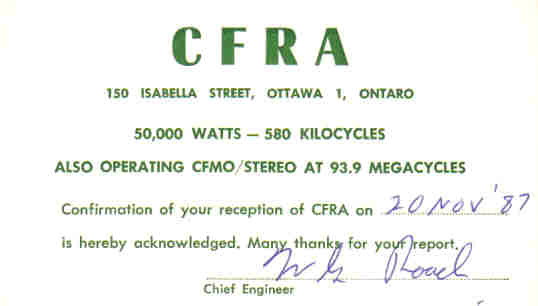 CFRA
150 ISABELLA STREET, OTTAWA 1, ONTARO
50,000 WATTS — 580 KILOCYCLES
ALSO OPERATING CFMO/STEREO AT 93.9 MEGACYCLES
Confirmation of your reception of CFRA on 20 NOV '87
is hereby acknowledged. Many thanks for your report.
W G Roach
Chief Engineer